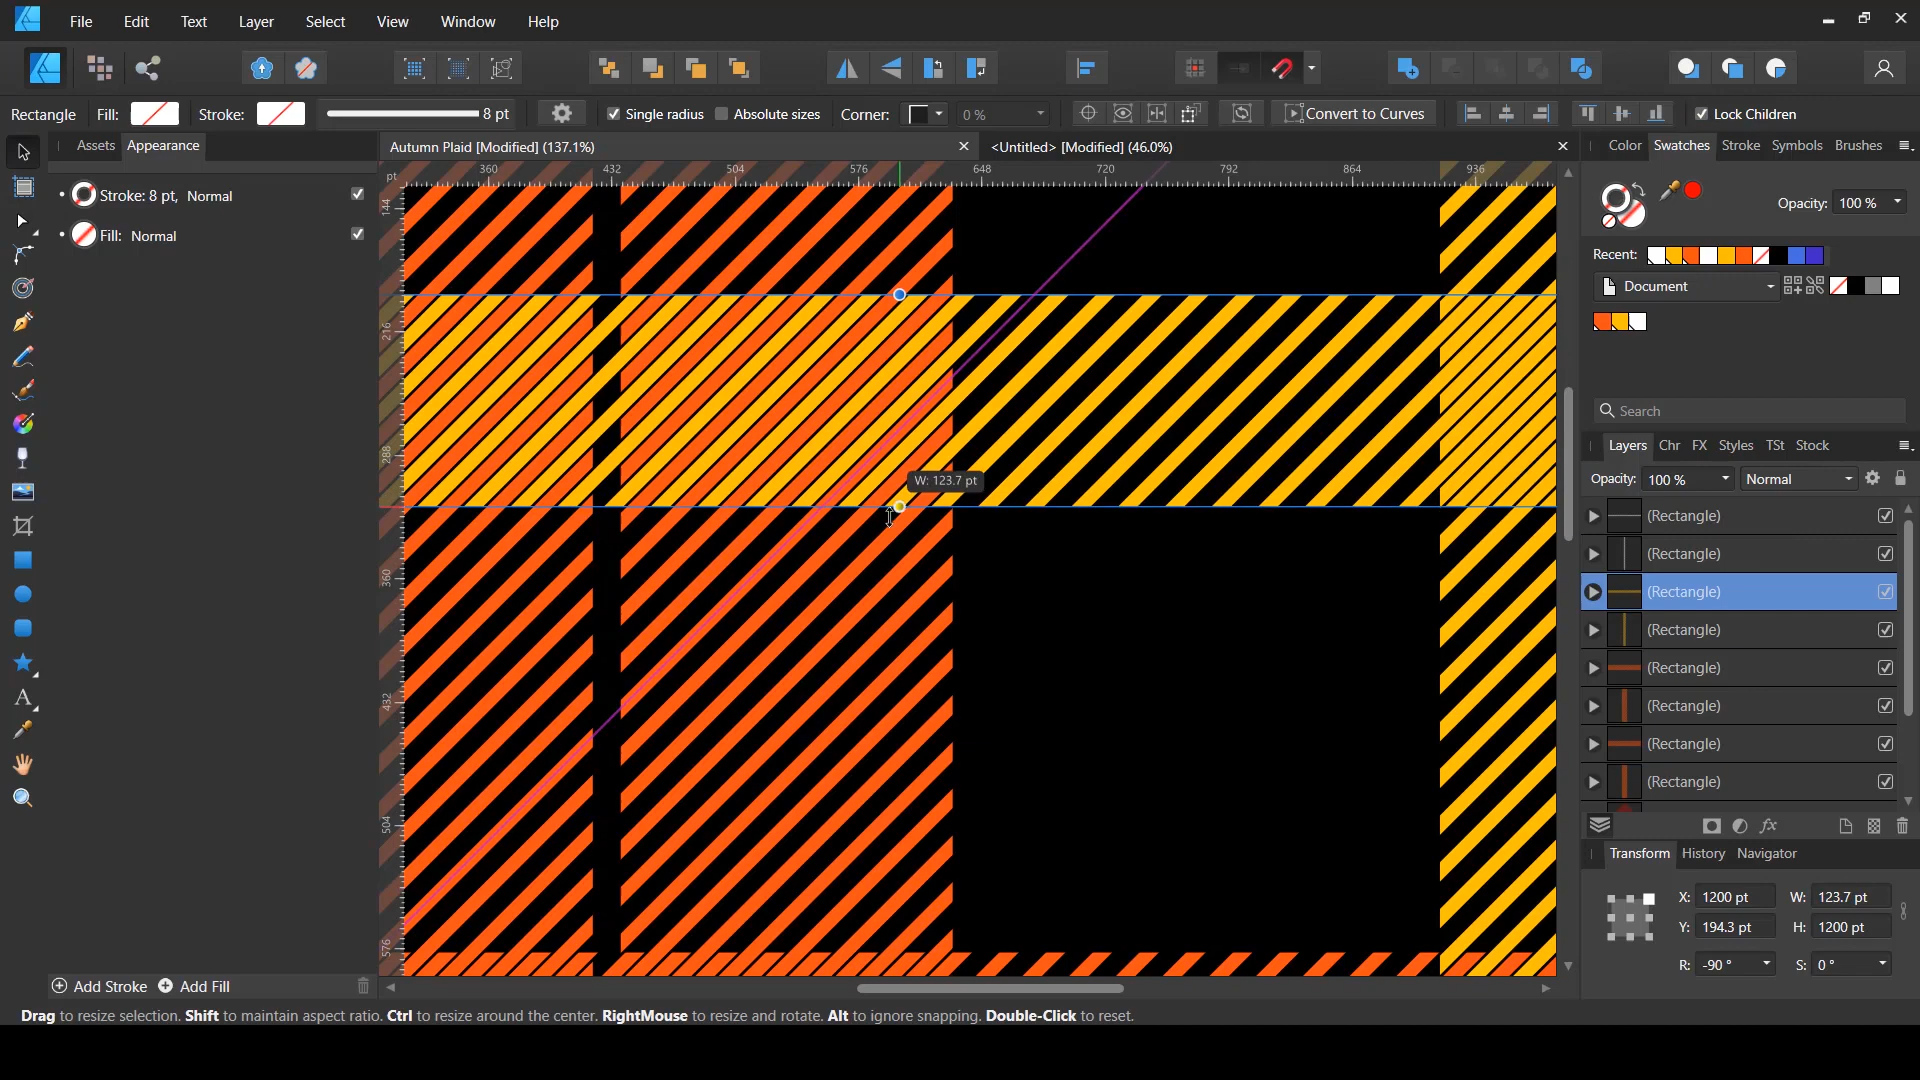 File Edit Text Layer Select View Window Help
Rectangle Fill: Stroke: 8 pt Single radius Absolute sizes Corner: 0 % Convert to Curves Lock Children
Assets Appearance
Stroke: 8 pt, Normal
Fill: Normal
Add Stroke Add Fill
Autumn Plaid [Modified] (137.1%) <Untitled> [Modified] (46.0%)
pt 360 432 504 576 648 720 792 864 936
144
216
288
360
432
504
576
W: 123.7 pt
Color Swatches Stroke Symbols Brushes
Opacity: 100 %
Recent:
Document
Search
Layers Chr FX Styles TSt Stock
Opacity: 100 % Normal
(Rectangle)
(Rectangle)
(Rectangle)
(Rectangle)
(Rectangle)
(Rectangle)
(Rectangle)
(Rectangle)
Transform History Navigator
X: 1200 pt W: 123.7 pt
Y: 194.3 pt H: 1200 pt
R: -90 ° S: 0 °
Drag to resize selection. Shift to maintain aspect ratio. Ctrl to resize around the center. RightMouse to resize and rotate. Alt to ignore snapping. Double-Click to reset.